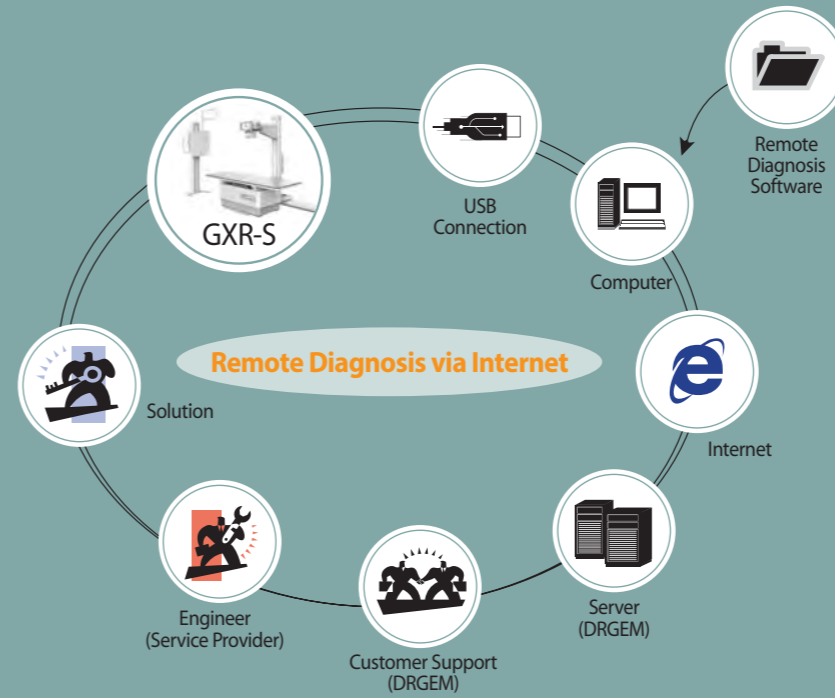 Remote
Diagnosis
Software
USB
Connection
GXR-S
Computer
Remote Diagnosis via Internet
Solution
Internet
Engineer
(Service Provider)
Customer Support
(DRGEM)
Server
(DRGEM)